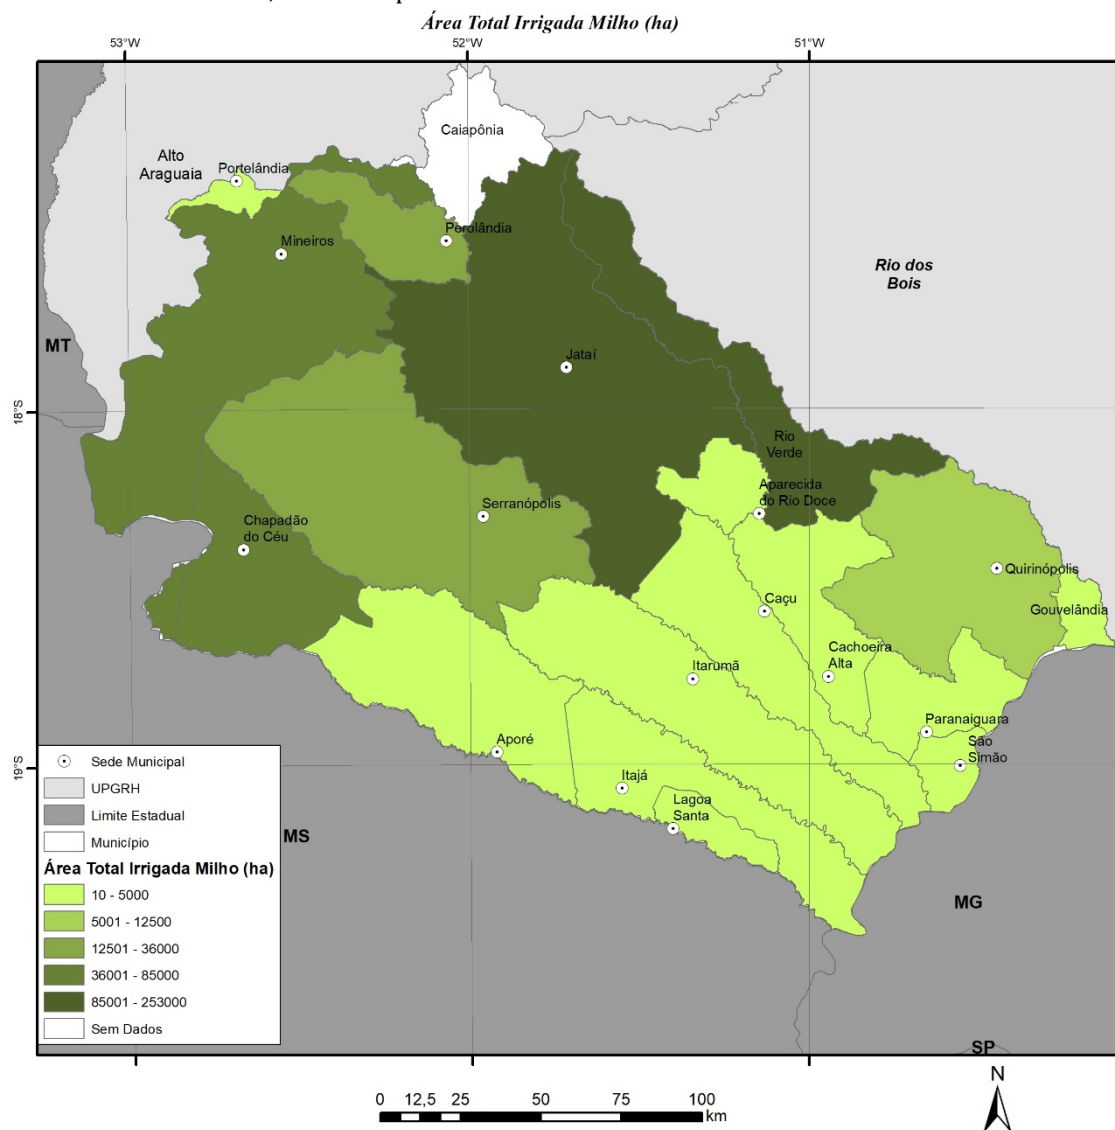 Área Total Irrigada Milho (ha)
53°W
52°W
51°W
Caiapônia
Alto
Araguaia
Portelândia
Perolândia
Mineiros
Rio dos
Bois
MT
Jataí
18°S
Rio
Verde
Aparecida
do Rio Doce
Serranópolis
Chapadão
do Céu
Quirinópolis
Gouvelândia
Caçu
Cachoeira
Alta
Itarumã
Paranaiguara
São
Simão
Aporé
Itajá
Lagoa
Santa
19°S
MS
MG
SP
Sede Municipal
UPGRH
Limite Estadual
Município
Área Total Irrigada Milho (ha)
10 - 5000
5001 - 12500
12501 - 36000
36001 - 85000
85001 - 253000
Sem Dados
N
0 12,5 25 50 75 100
km